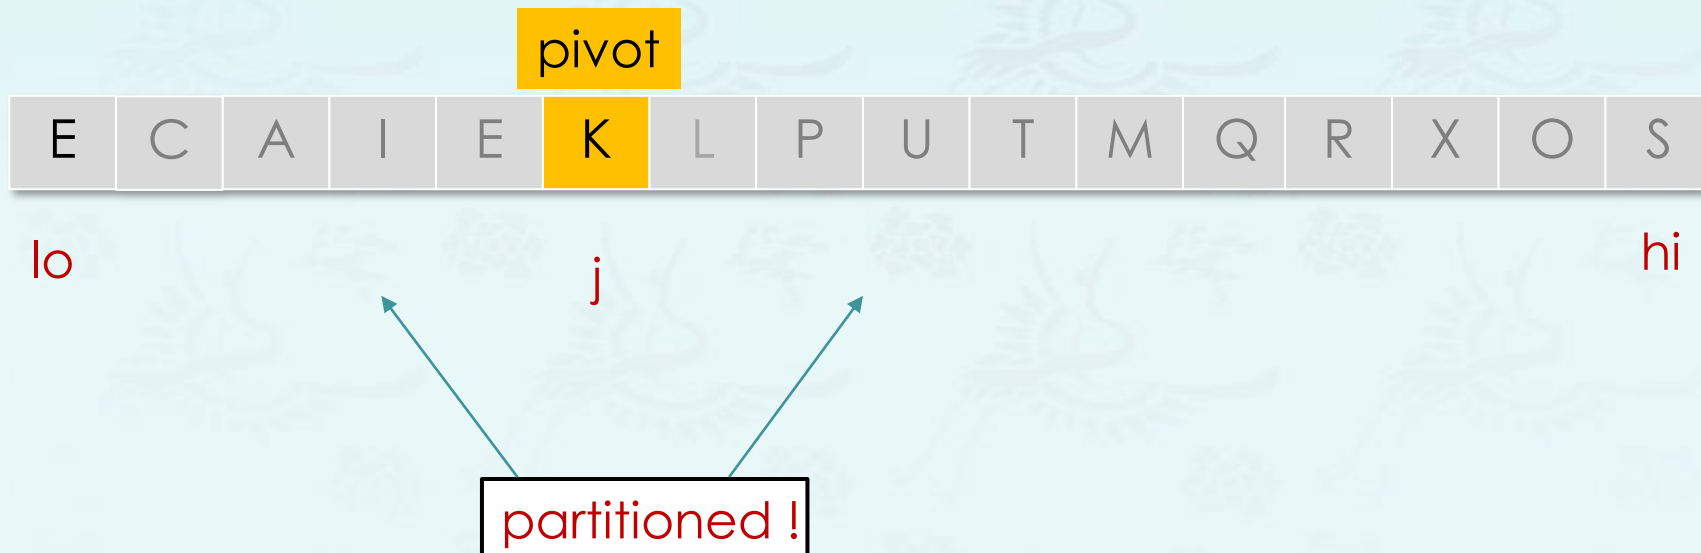 pivot
E C A I E K L P U T M Q R X O S
lo j hi
partitioned !